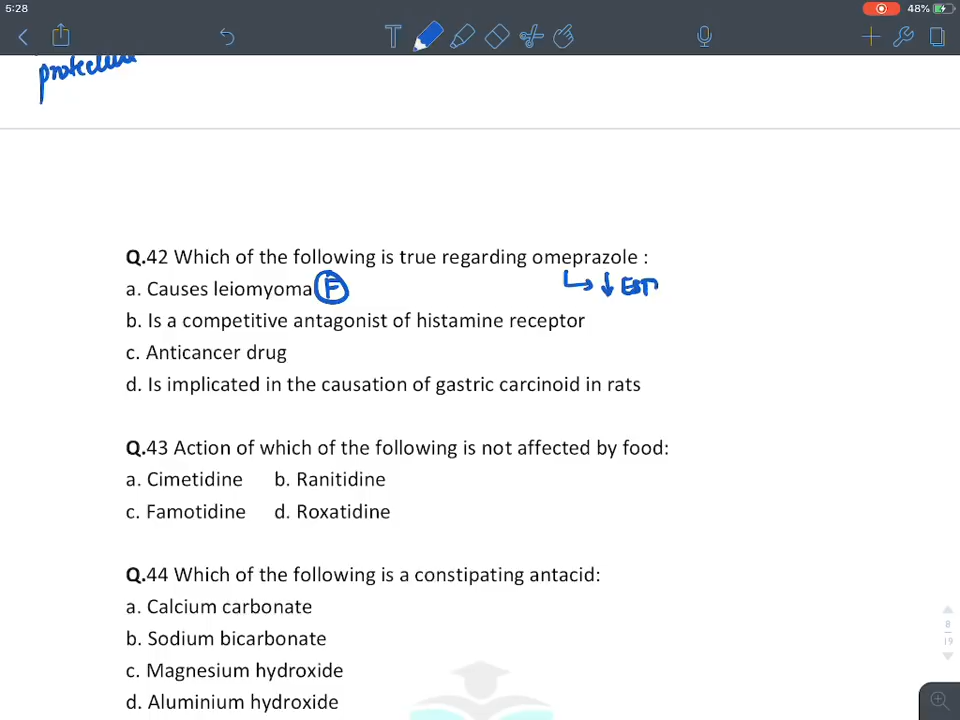 5:28
48%
T
Q.42 Which of the following is true regarding omeprazole :
a. Causes leiomyoma F
↳ ↓ EST
b. Is a competitive antagonist of histamine receptor
c. Anticancer drug
d. Is implicated in the causation of gastric carcinoid in rats
Q.43 Action of which of the following is not affected by food:
a. Cimetidine b. Ranitidine
c. Famotidine d. Roxatidine
Q.44 Which of the following is a constipating antacid:
a. Calcium carbonate
b. Sodium bicarbonate
c. Magnesium hydroxide
d. Aluminium hydroxide
8
19